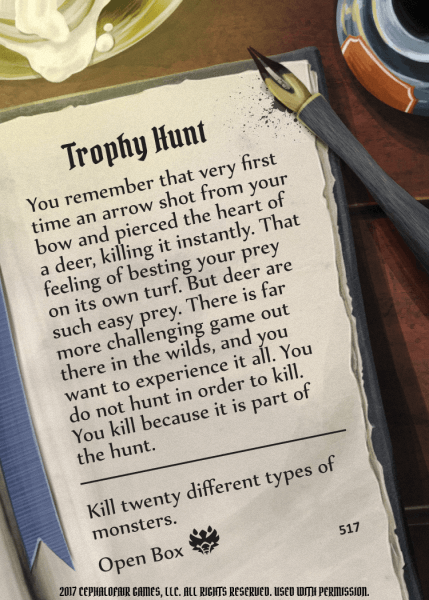 Trophy Hunt
You remember that very first
time an arrow shot from your
bow and pierced the heart of
a deer, killing it instantly. That
feeling of besting your prey
on its own turf. But deer are
such easy prey. There is far
more challenging game out
there in the wilds, and you
want to experience it all. You
do not hunt in order to kill.
You kill because it is part of
the hunt.
Kill twenty different types of
monsters.
Open Box
517
2017 CEPHALOFAIR GAMES, LLC. ALL RIGHTS RESERVED. USED WITH PERMISSION.